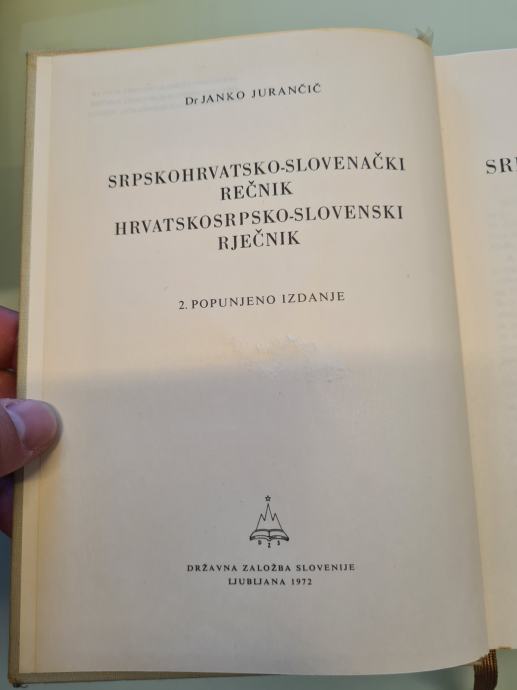 Dr JANKO JURANČIČ
SRPSKOHRVATSKO-SLOVENAČKI
REČNIK
HRVATSKOSRPSKO-SLOVENSKI
RJEČNIK
2. POPUNJENO IZDANJE
D Z S
DRŽAVNA ZALOŽBA SLOVENIJE
LJUBLJANA 1972